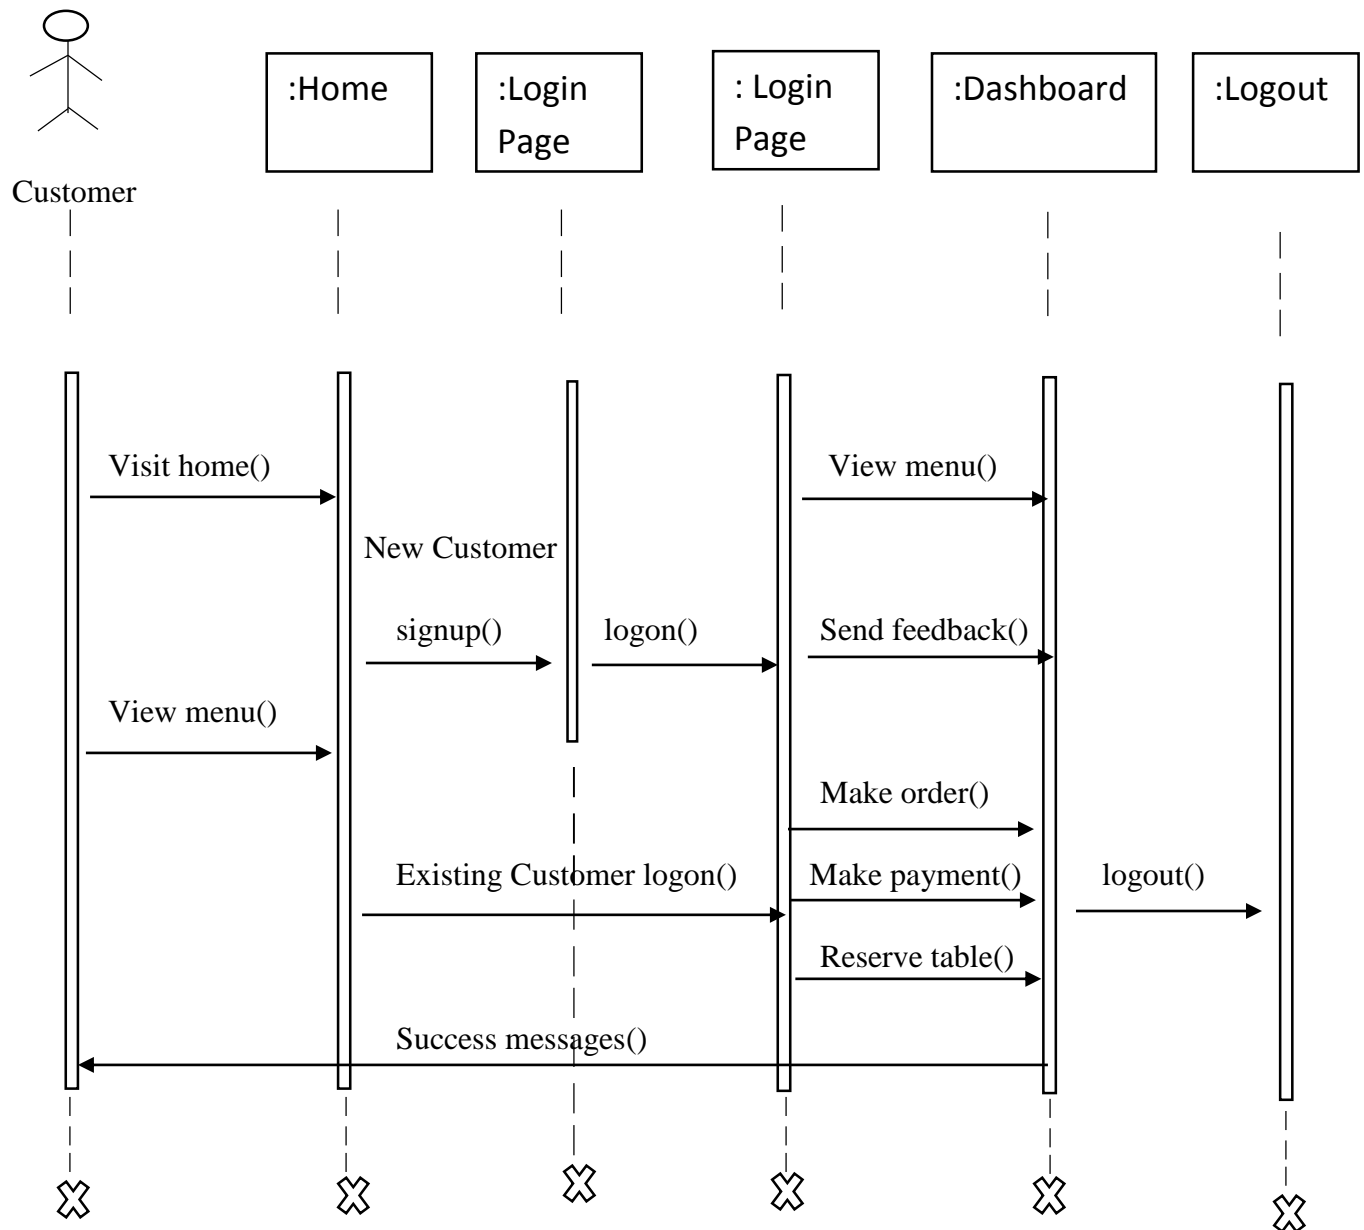 :Home
:Login
Page
: Login
Page
:Dashboard
:Logout
Customer
Visit home()
View menu()
New Customer
signup()
logon()
Send feedback()
View menu()
Make order()
Existing Customer logon()
Make payment()
logout()
Reserve table()
Success messages()